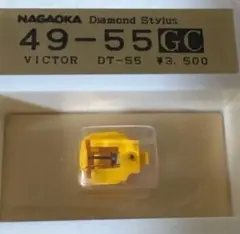 NAGAOKA Diamond Stylus
49-55 GC
VICTOR DT-55 ¥3,500